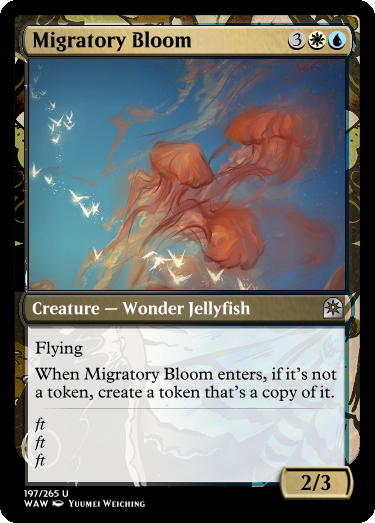 Migratory Bloom 3
Creature — Wonder Jellyfish
Flying
When Migratory Bloom enters, if it's not
a token, create a token that's a copy of it.
ft
ft
ft
2/3
197/265 U
WAW Yuumei Weiching